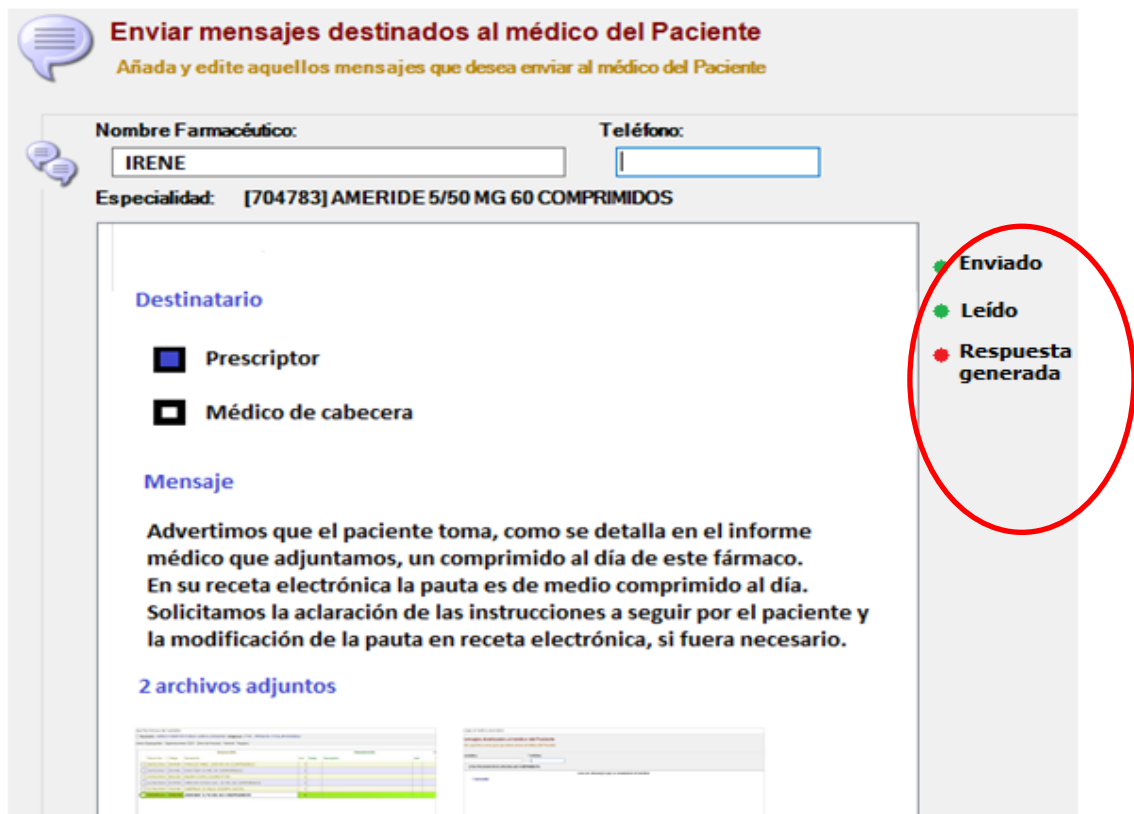 Enviar mensajes destinados al médico del Paciente
Añada y edite aquellos mensajes que desea enviar al médico del Paciente
Nombre Farmacéutico: Teléfono:
IRENE
Especialidad: [704783] AMERIDE 5/50 MG 60 COMPRIMIDOS
Enviado
Leído
Respuesta
generada
Destinatario
Prescriptor
Médico de cabecera
Mensaje
Advertimos que el paciente toma, como se detalla en el informe
médico que adjuntamos, un comprimido al día de este fármaco.
En su receta electrónica la pauta es de medio comprimido al día.
Solicitamos la aclaración de las instrucciones a seguir por el paciente y
la modificación de la pauta en receta electrónica, si fuera necesario.
2 archivos adjuntos